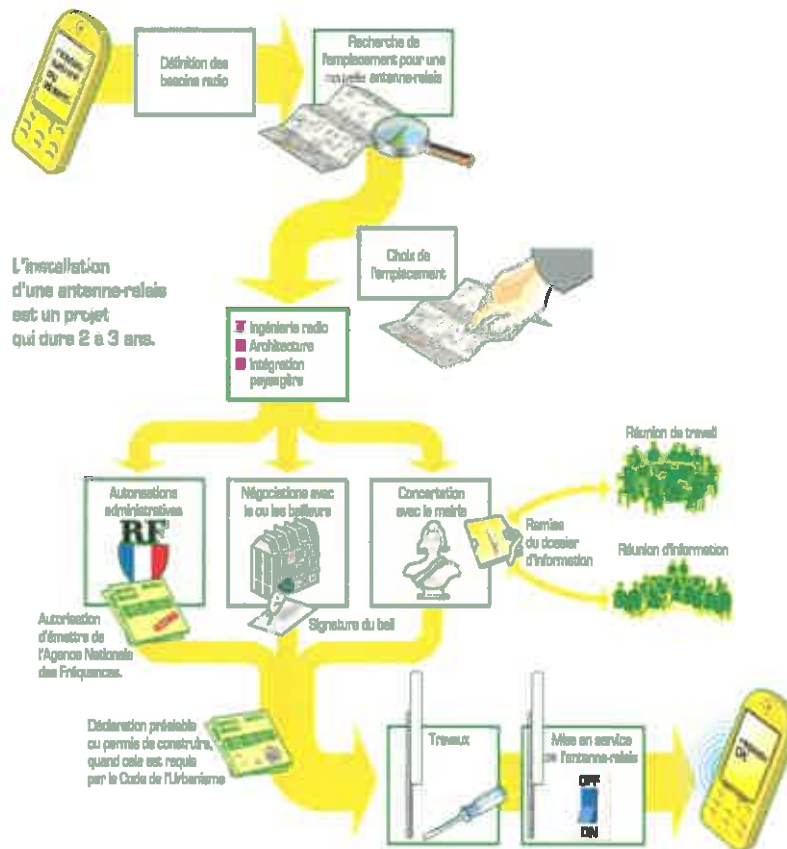 Définition des
besoins radio
Recherche de
l'emplacement pour une
nouvelle antenne-relais
L'installation
d'une antenne-relais
est un projet
qui dure 2 à 3 ans.
Choix de
l'emplacement
Ingénierie radio
Architecture
Intégration
paysagère
Autorisations
administratives
RF
Négociations avec
le ou les bailleurs
Concertation
avec la mairie
Réunion de travail
Remise
du dossier
d'information
Réunion d'information
Autorisation
d'émettre de
l'Agence Nationale
des Fréquences.
Signature du bail
Déclaration préalable
ou permis de construire,
quand cela est requis
par le Code de l'Urbanisme
Travaux
Mise en service
de l'antenne-relais
OFF
ON